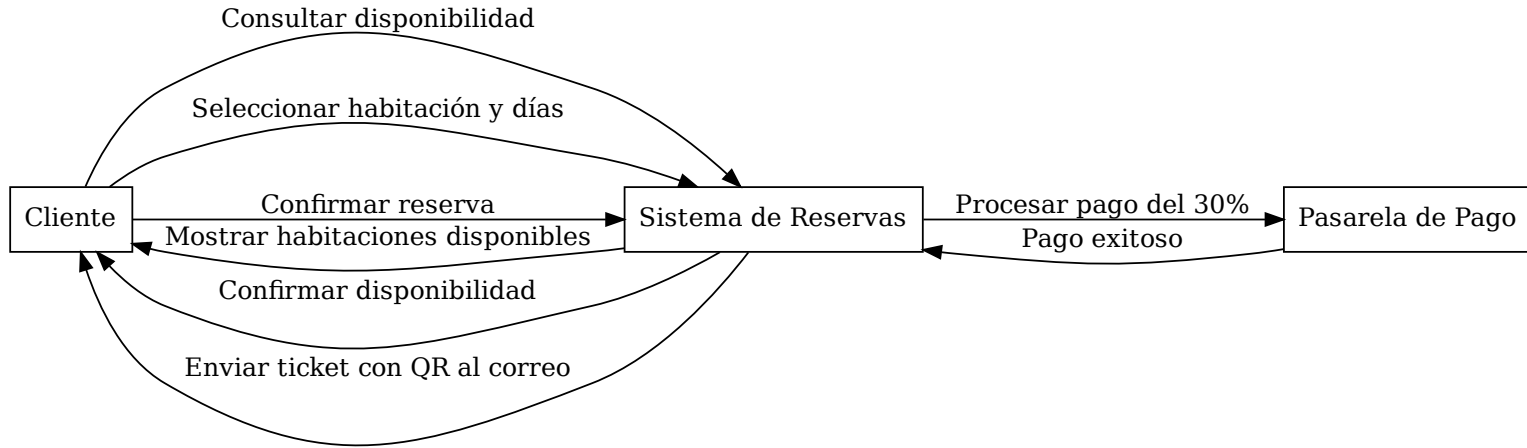 Consultar disponibilidad
Seleccionar habitación y días
Cliente
Confirmar reserva
Sistema de Reservas
Procesar pago del 30%
Pasarela de Pago
Mostrar habitaciones disponibles
Pago exitoso
Confirmar disponibilidad
Enviar ticket con QR al correo